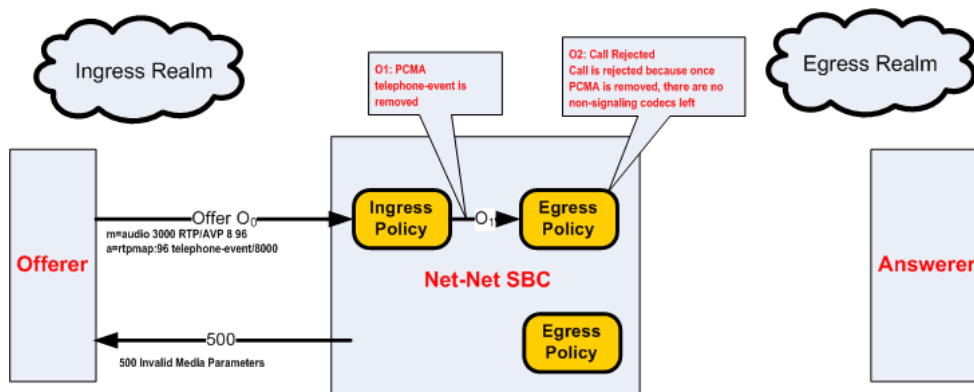 Ingress Realm
O1: PCMA
telephone-event is
removed
O2: Call Rejected
Call is rejected because once
PCMA is removed, there are no
non-signaling codecs left
Egress Realm
Offerer
Offer O0
m=audio 3000 RTP/AVP 8 96
a=rtpmap:96 telephone-event/8000
Ingress
Policy
O1
Egress
Policy
Net-Net SBC
Answerer
500
500 Invalid Media Parameters
Egress
Policy